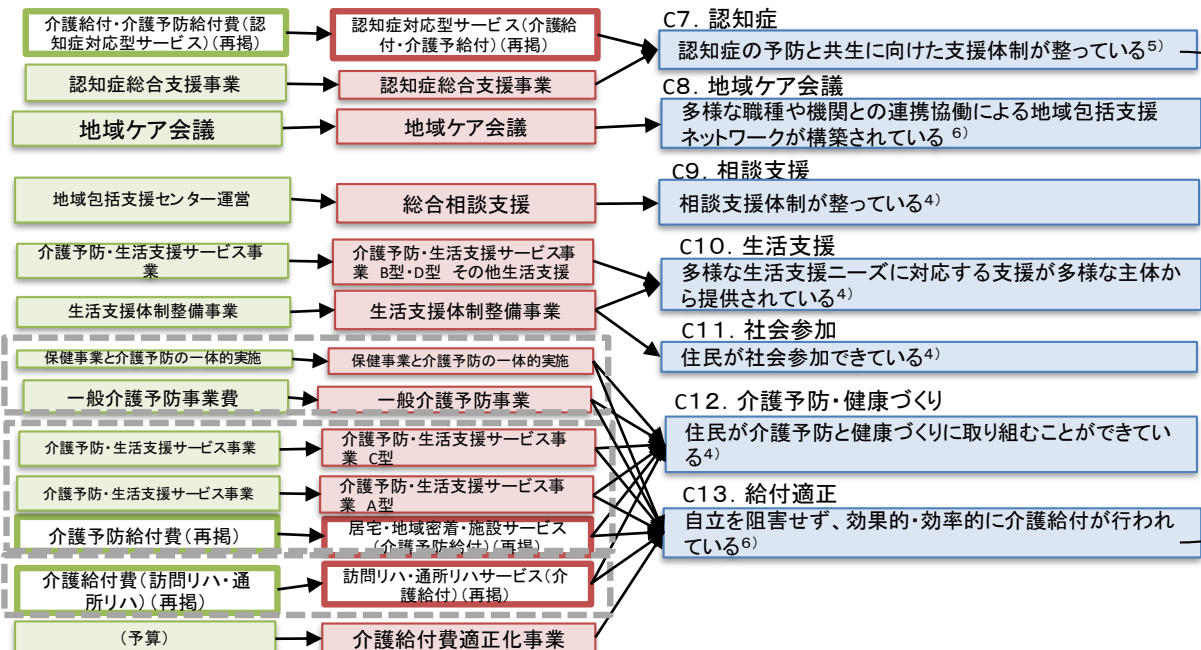 介護給付・介護予防給付費(認
知症対応型サービス)(再掲)
認知症対応型サービス(介護給
付・介護予給付)(再掲)
C7. 認知症
認知症の予防と共生に向けた支援体制が整っている5)
認知症総合支援事業
認知症総合支援事業
C8. 地域ケア会議
地域ケア会議
地域ケア会議
多様な職種や機関との連携協働による地域包括支援
ネットワークが構築されている 6)
C9. 相談支援
地域包括支援センター運営
総合相談支援
相談支援体制が整っている4)
C10. 生活支援
介護予防・生活支援サービス事
業
介護予防・生活支援サービス事
業 B型・D型 その他生活支援
多様な生活支援ニーズに対応する支援が多様な主体か
ら提供されている4)
生活支援体制整備事業
生活支援体制整備事業
C11. 社会参加
住民が社会参加できている4)
保健事業と介護予防の一体的実施
保健事業と介護予防の一体的実施
一般介護予防事業費
一般介護予防事業
C12. 介護予防・健康づくり
住民が介護予防と健康づくりに取り組むことができてい
る4)
介護予防・生活支援サービス事業
介護予防・生活支援サービス事
業 C型
介護予防・生活支援サービス事業
介護予防・生活支援サービス事
業 A型
C13. 給付適正
自立を阻害せず、効果的・効率的に介護給付が行われ
ている6)
介護予防給付費(再掲)
居宅・地域密着・施設サービス
(介護予防給付)(再掲)
介護給付費(訪問リハ・通
所リハ)(再掲)
訪問リハ・通所リハサービス(介
護給付)(再掲)
(予算)
介護給付費適正化事業